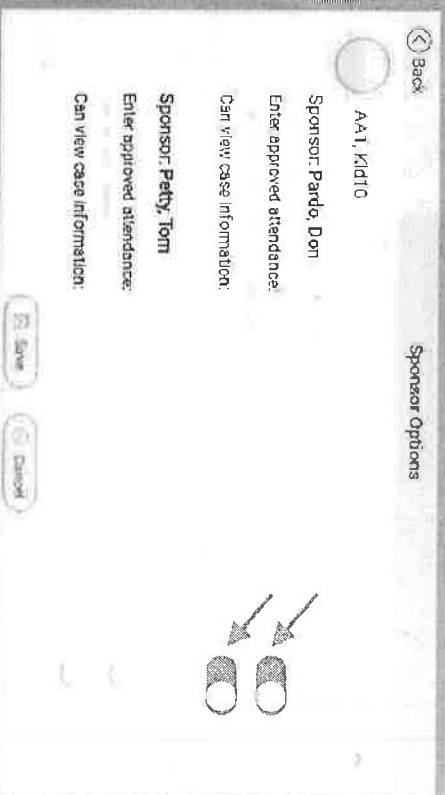 Back
Sponsor Options
AA1, Kid10
Sponsor: Pardo, Don
Enter approved attendance:
Can view case information:
Sponsor: Petty, Tom
Enter approved attendance:
Can view case information:
Save
Cancel